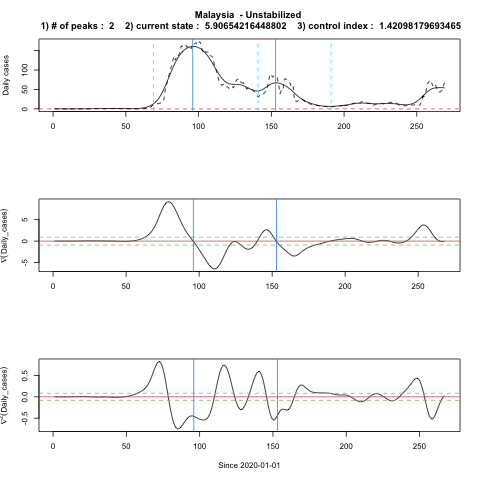 Malaysia - Unstabilized
1) # of peaks : 2 2) current state : 5.90654216448802 3) control index : 1.42098179693465
Daily cases
100
50
0
0 50 100 150 200 250
∇(Daily_cases)
5
0
-5
0 50 100 150 200 250
∇²(Daily_cases)
0.5
0.0
-0.5
0 50 100 150 200 250
Since 2020-01-01